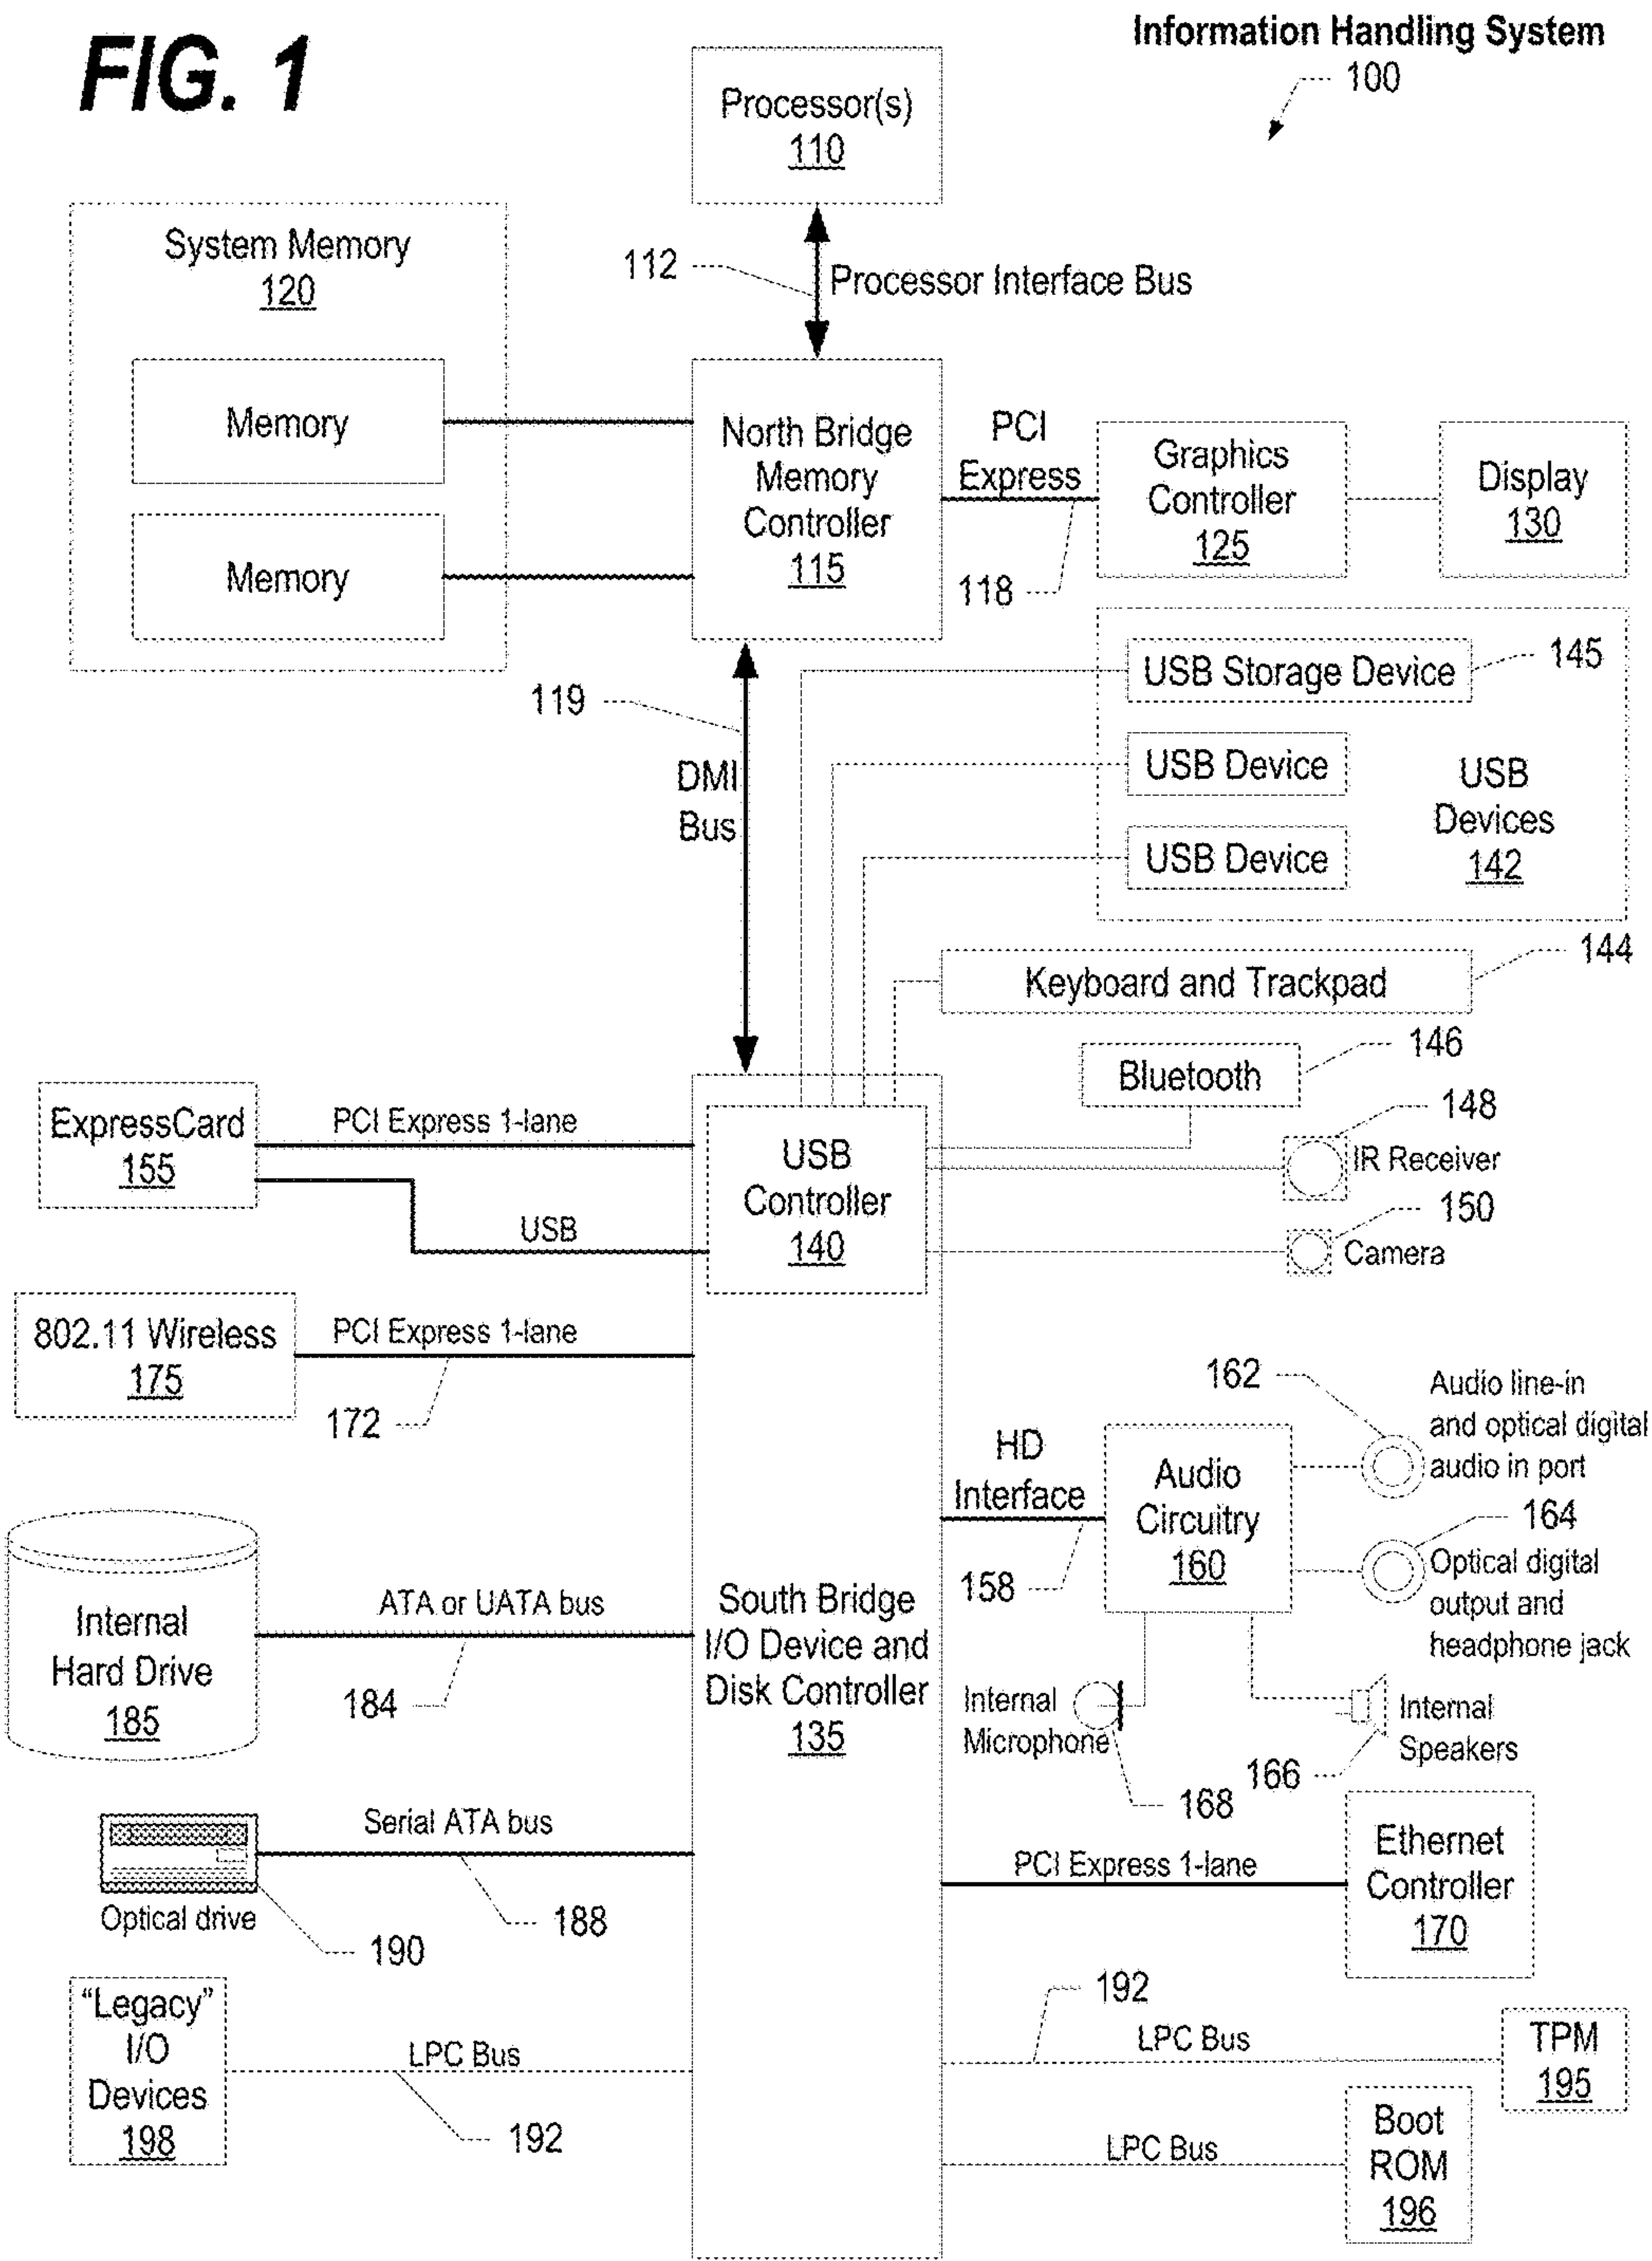 FIG. 1
Information Handling System
100
Processor(s)
110
System Memory
120
112
Processor Interface Bus
Memory
Memory
North Bridge
Memory
Controller
115
PCI
Express
118
Graphics
Controller
125
Display
130
119
DMI
Bus
USB Storage Device
145
USB Device
USB Device
USB
Devices
142
144
Keyboard and Trackpad
146
Bluetooth
148
IR Receiver
150
Camera
ExpressCard
155
PCI Express 1-lane
USB
USB
Controller
140
802.11 Wireless
175
PCI Express 1-lane
172
162
Audio line-in
and optical digital
audio in port
HD
Interface
158
Audio
Circuitry
160
164
Optical digital
output and
headphone jack
Internal
Hard Drive
185
ATA or UATA bus
184
South Bridge
I/O Device and
Disk Controller
135
Internal
Microphone
168
166
Internal
Speakers
Serial ATA bus
188
Optical drive
190
PCI Express 1-lane
Ethernet
Controller
170
"Legacy"
I/O
Devices
198
LPC Bus
192
192
LPC Bus
TPM
195
LPC Bus
Boot
ROM
196